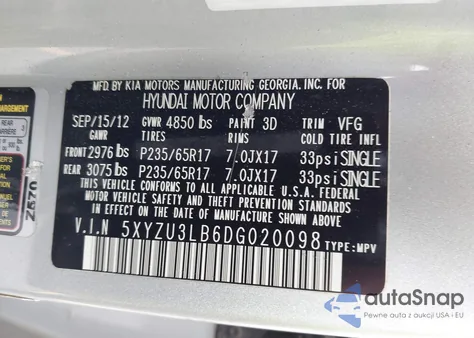 MFD. BY KIA MOTORS MANUFACTURING GEORGIA. INC. FOR
HYUNDAI MOTOR COMPANY
SEP/15/12 GVWR 4850 lbs PAINT 3D TRIM VFG
GAWR TIRES RIMS COLD TIRE INFL
FRONT 2976 lbs P235/65R17 7.0JX17 33psi SINGLE
REAR 3075 lbs P235/65R17 7.0JX17 33psi SINGLE
THIS VEHICLE CONFORMS TO ALL APPLICABLE U.S.A. FEDERAL
MOTOR VEHICLE SAFETY AND THEFT PREVENTION STANDARDS IN
EFFECT ON THE DATE OF MANUFACTURE SHOWN ABOVE.
V.I.N 5XYZU3LB6DG020098 TYPE: MPV
REAR
ARRIÈRE
3
ZE70
autoSnap
Pewne auta z aukcji USA i EU